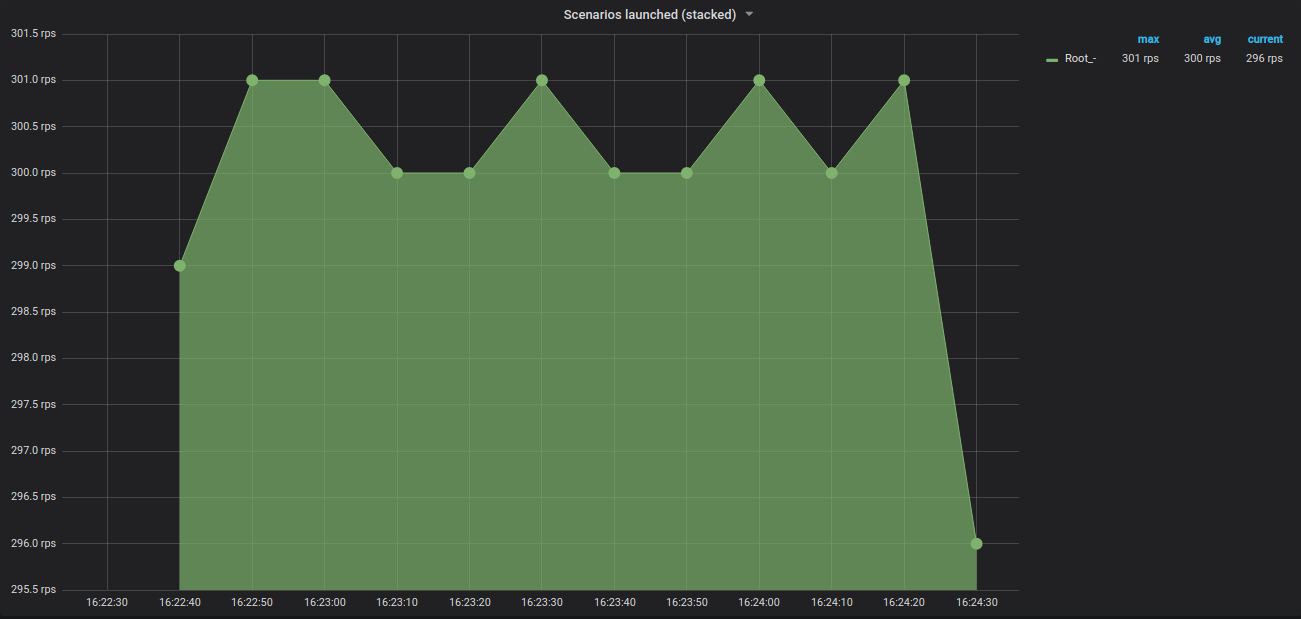 Scenarios launched (stacked)
301.5 rps
301.0 rps
300.5 rps
300.0 rps
299.5 rps
299.0 rps
298.5 rps
298.0 rps
297.5 rps
297.0 rps
296.5 rps
296.0 rps
295.5 rps
16:22:30 16:22:40 16:22:50 16:23:00 16:23:10 16:23:20 16:23:30 16:23:40 16:23:50 16:24:00 16:24:10 16:24:20 16:24:30
max avg current
Root_- 301 rps 300 rps 296 rps